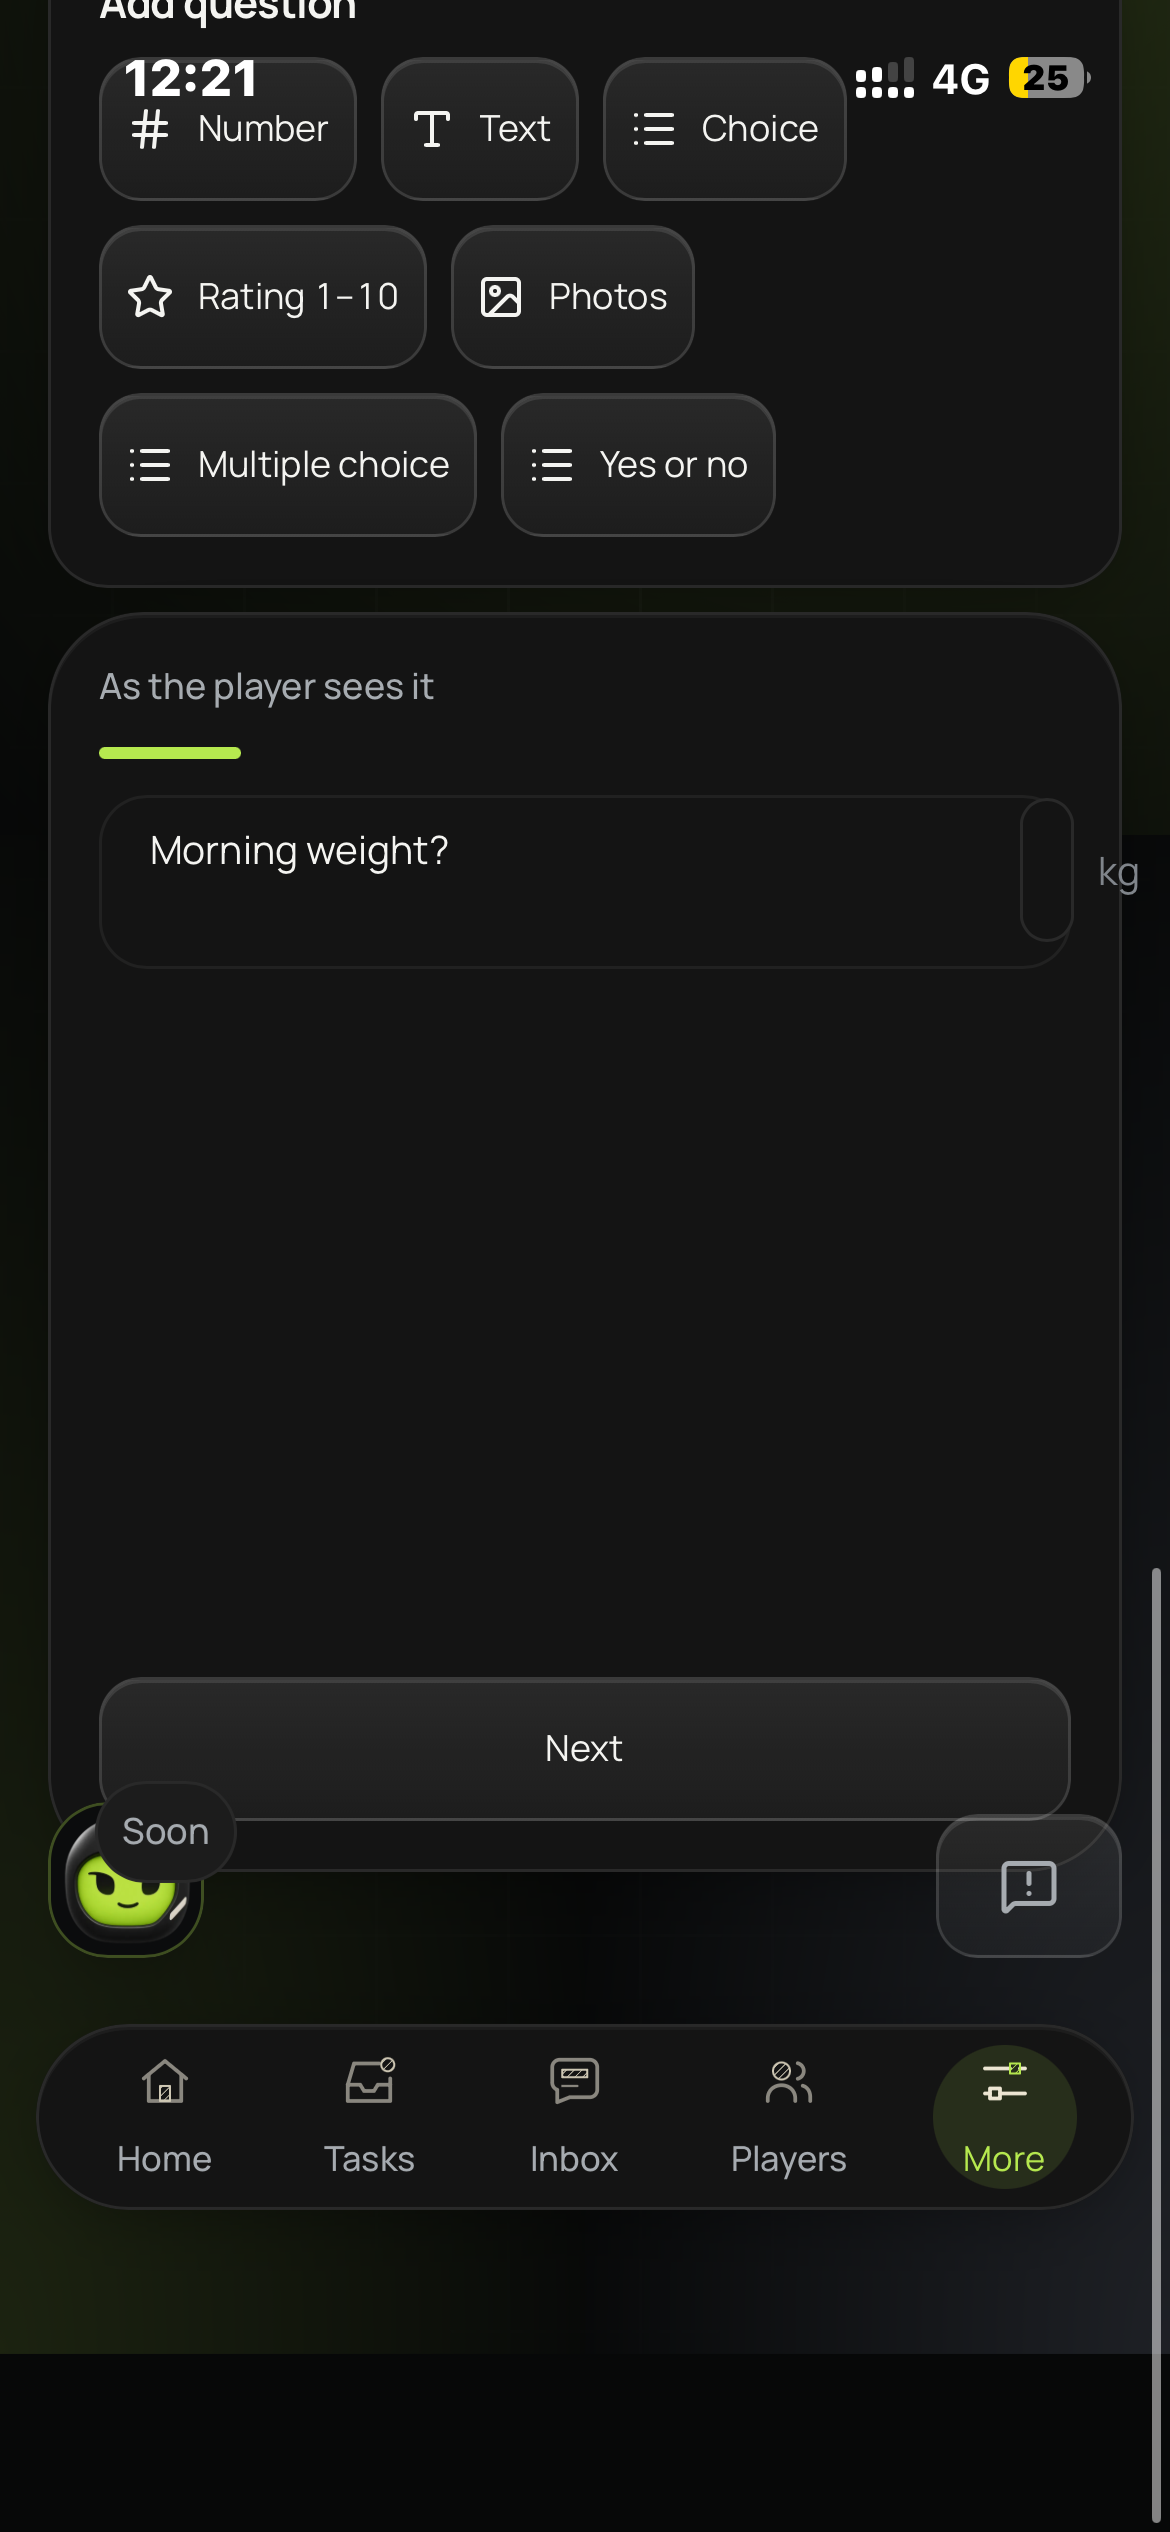 Add question
12:21
4G
25
Number
Text
Choice
Rating 1-10
Photos
Multiple choice
Yes or no
As the player sees it
Morning weight?
kg
Next
Soon
Home
Tasks
Inbox
Players
More